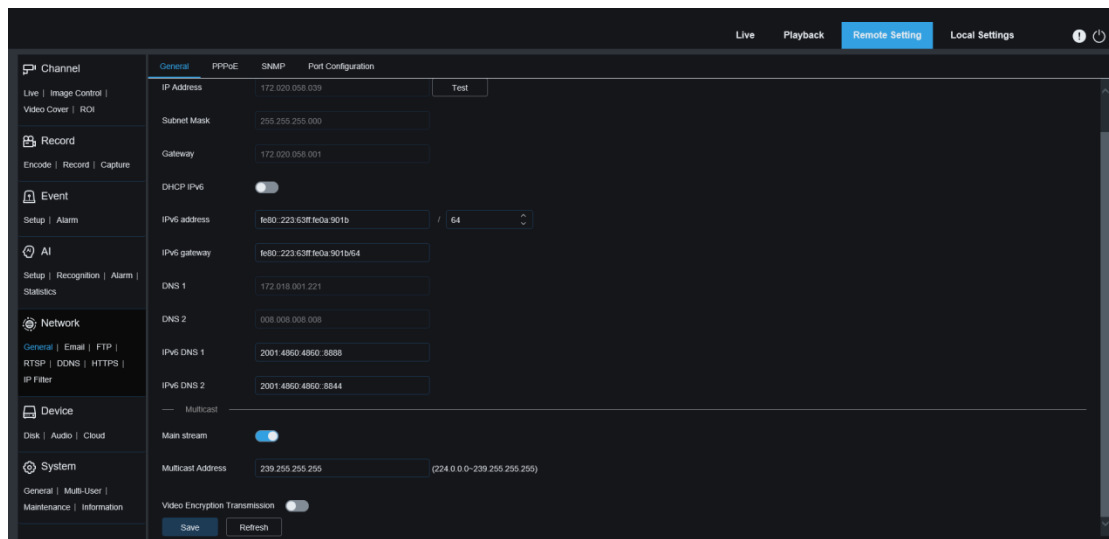 Live Playback Remote Setting Local Settings
Channel
Live | Image Control |
Video Cover | ROI
Record
Encode | Record | Capture
Event
Setup | Alarm
AI
Setup | Recognition | Alarm |
Statistics
Network
General | Email | FTP |
RTSP | DDNS | HTTPS |
IP Filter
Device
Disk | Audio | Cloud
System
General | Multi-User |
Maintenance | Information
General PPPoE SNMP Port Configuration
IP Address 172.020.058.039 Test
Subnet Mask 255.255.255.000
Gateway 172.020.058.001
DHCP IPv6
IPv6 address fe80::223:63ff:fe0a:901b / 64
IPv6 gateway fe80::223:63ff:fe0a:901b/64
DNS 1 172.018.001.221
DNS 2 008.008.008.008
IPv6 DNS 1 2001:4860:4860::8888
IPv6 DNS 2 2001:4860:4860::8844
Multicast
Main stream
Multicast Address 239.255.255.255 (224.0.0.0~239.255.255.255)
Video Encryption Transmission
Save Refresh